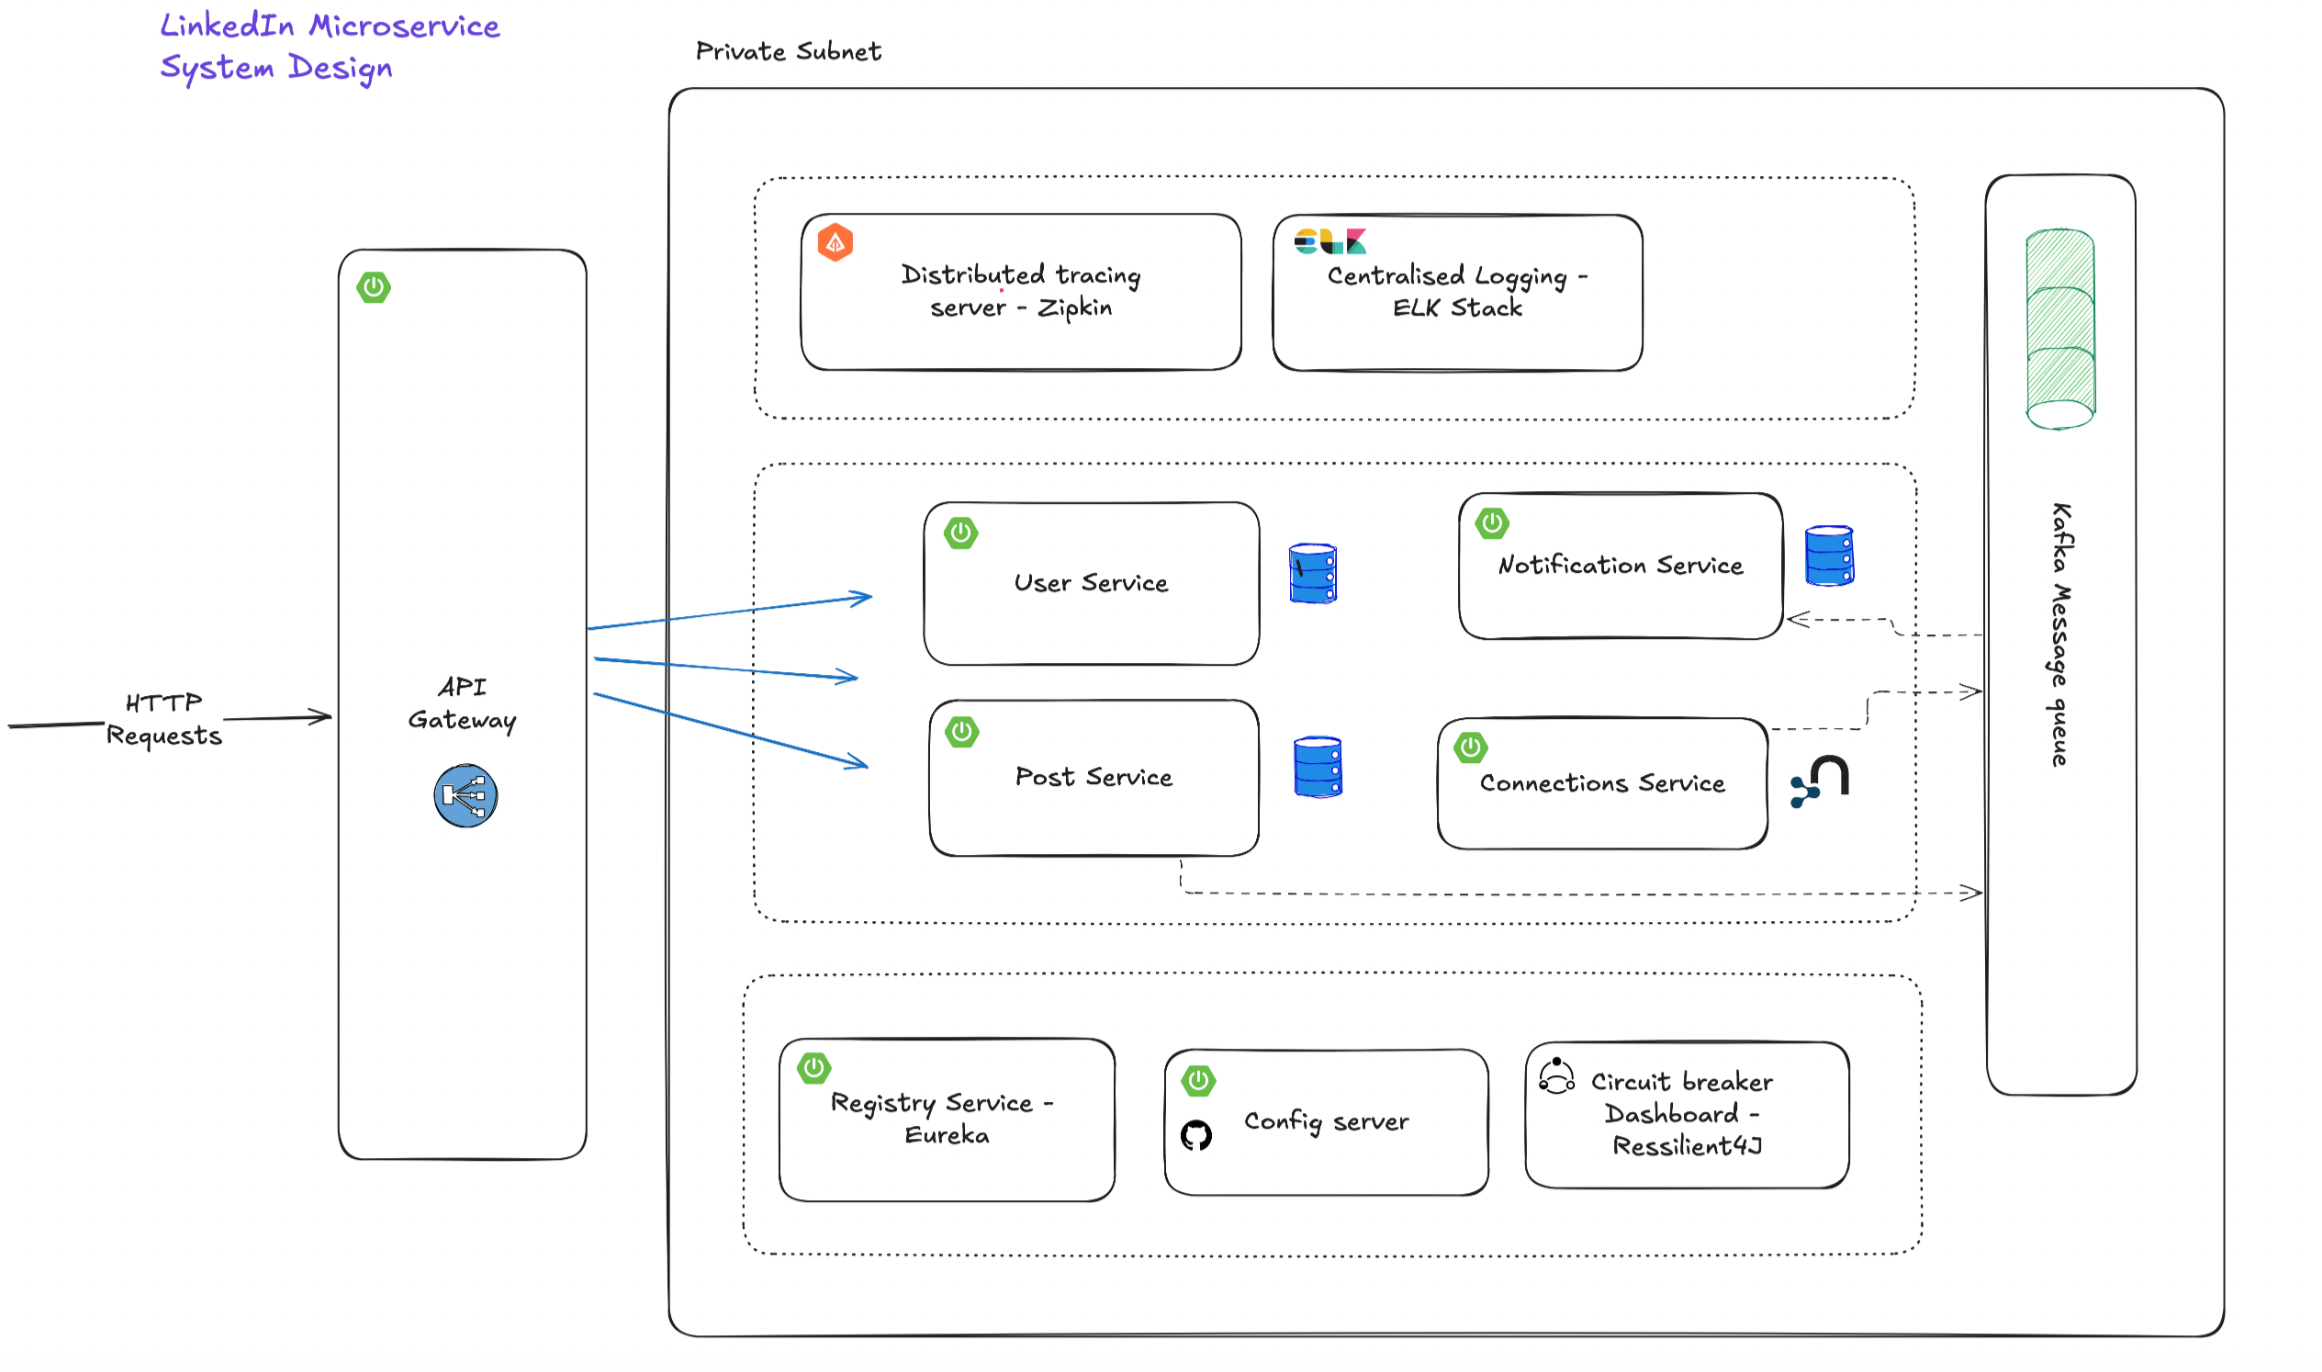 LinkedIn Microservice
System Design
Private Subnet
Distributed tracing
server - Zipkin
ELK
Centralised Logging -
ELK Stack
HTTP
Requests
API
Gateway
User Service
Notification Service
Post Service
Connections Service
Kafka Message queue
Registry Service -
Eureka
Config server
Circuit breaker
Dashboard -
Ressilient4J